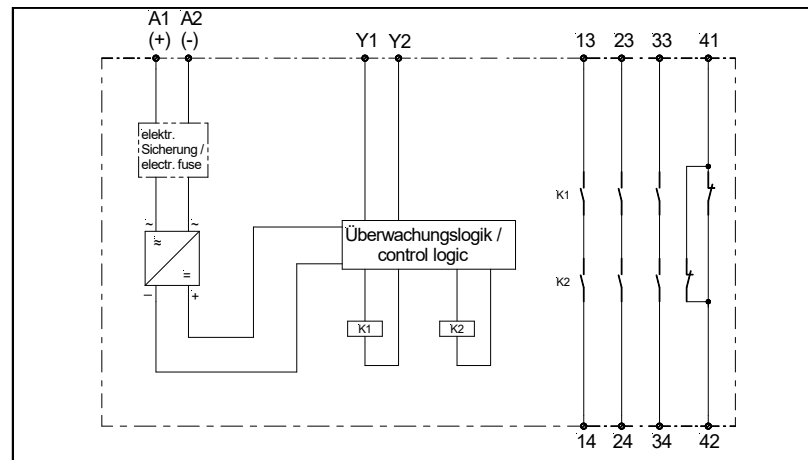 A1 A2 Y1 Y2 13 23 33 41
(+) (-)
elektr.
Sicherung /
electr. fuse
~ ~
≈
=
– +
Überwachungslogik /
control logic
K1 K2
K1
K2
14 24 34 42